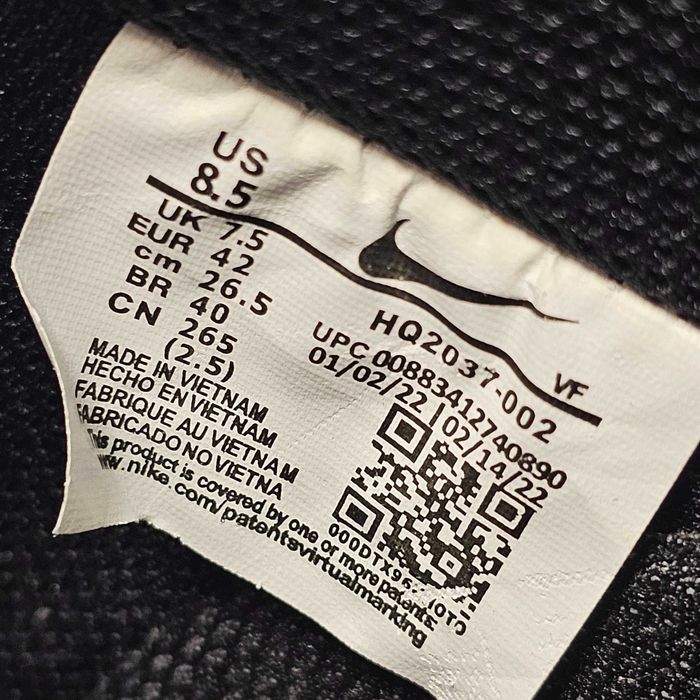 US
8.5
UK 7.5
EUR 42
cm 26.5
BR 40
CN 265
(2.5)
MADE IN VIETNAM
HECHO EN VIETNAM
FABRIQUE AU VIETNAM
FABRICADO NO VIETNA
This product is covered by one or more patents
www.nike.com/patentsvirtualmarking
HQ2037-002 VF
UPC 00883412740890
01/02/22 | 02/14/22